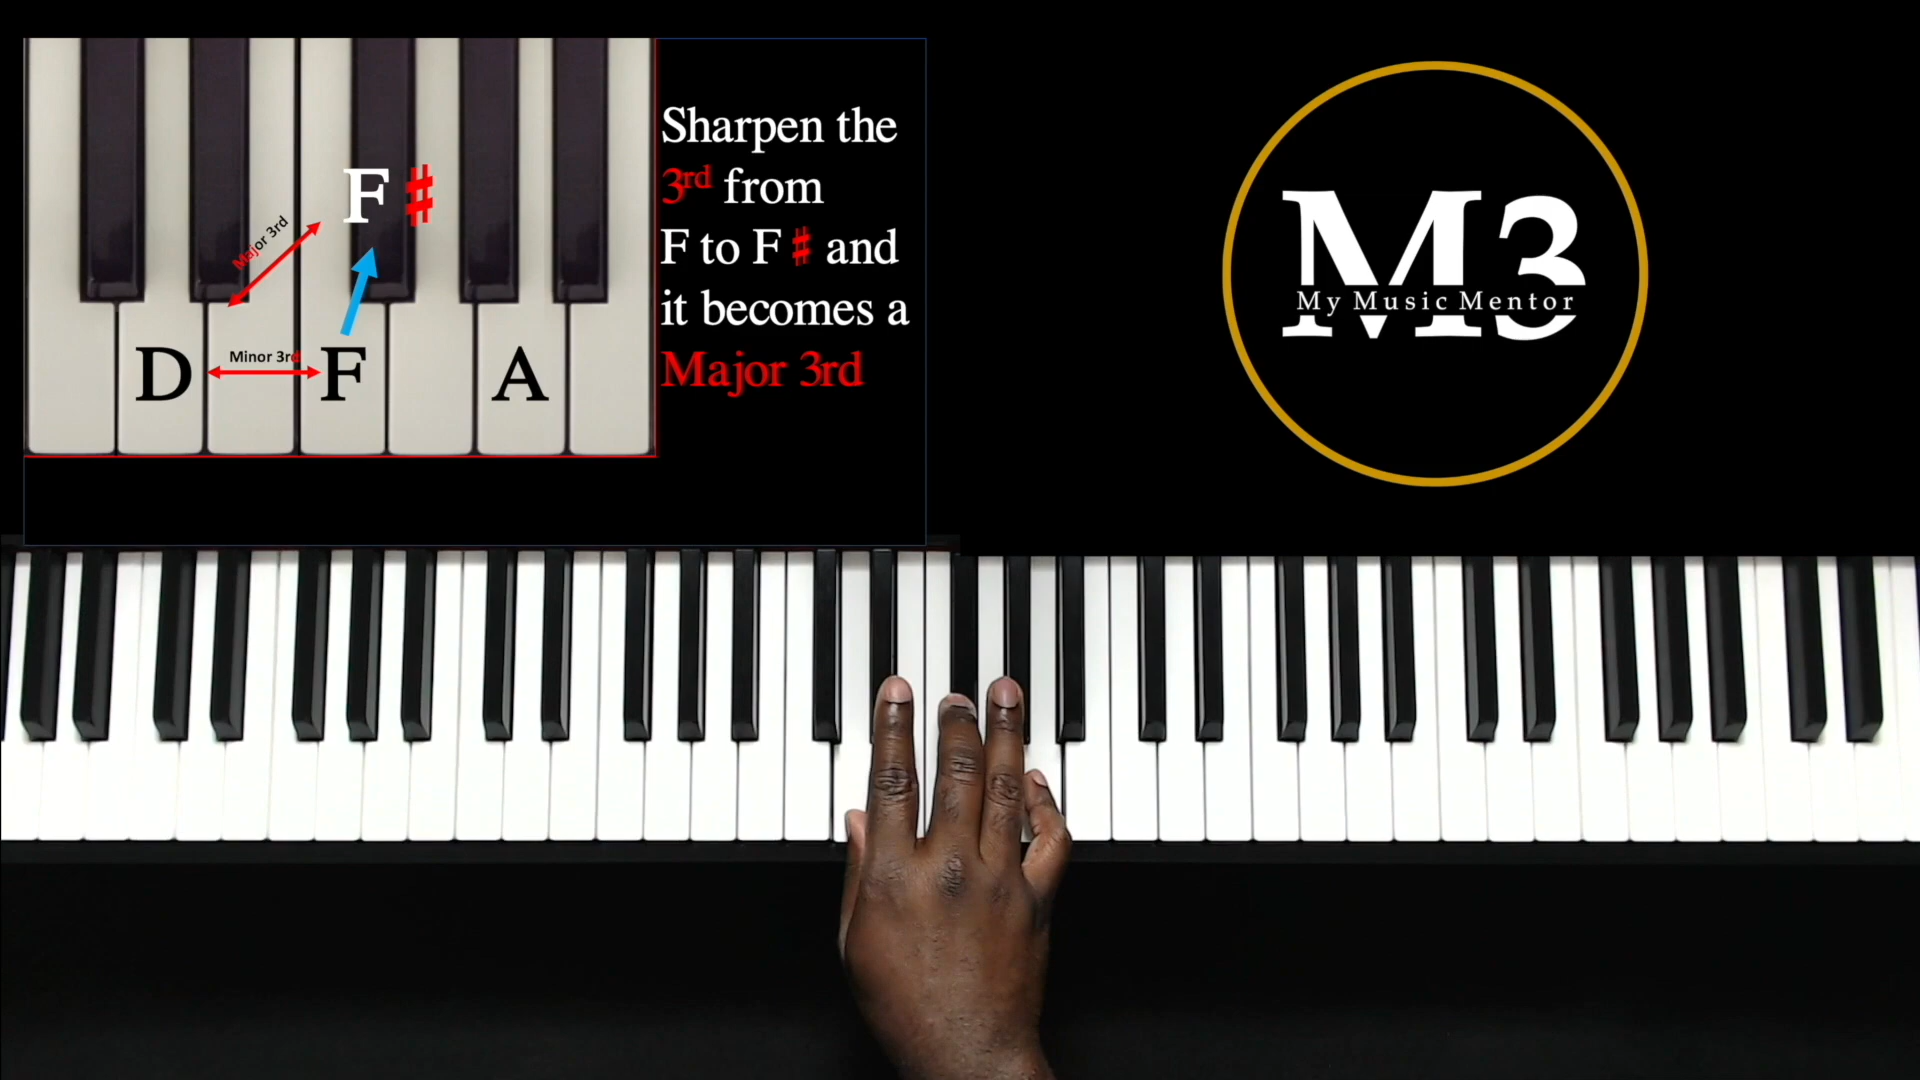 Sharpen the
3rd from
F to F♯ and
it becomes a
Major 3rd
F♯
Major 3rd
Minor 3rd
D F A
M3
My Music Mentor